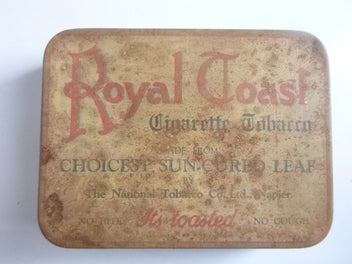 Royal Toast
Cigarette Tobacco
MADE FROM
CHOICEST SUN-CURED LEAF
BY
The National Tobacco Co. Ltd., Napier.
NO BITE. It's toasted NO COUGH.